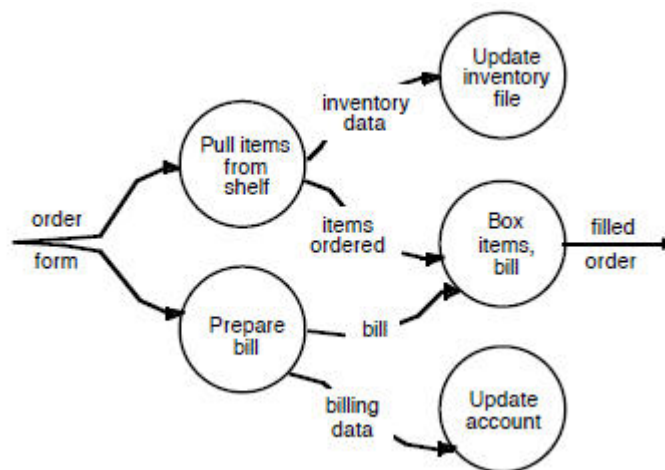 Update
inventory
file
inventory
data
Pull items
from
shelf
order
form
items
ordered
Box
items,
bill
filled
order
Prepare
bill
bill
billing
data
Update
account